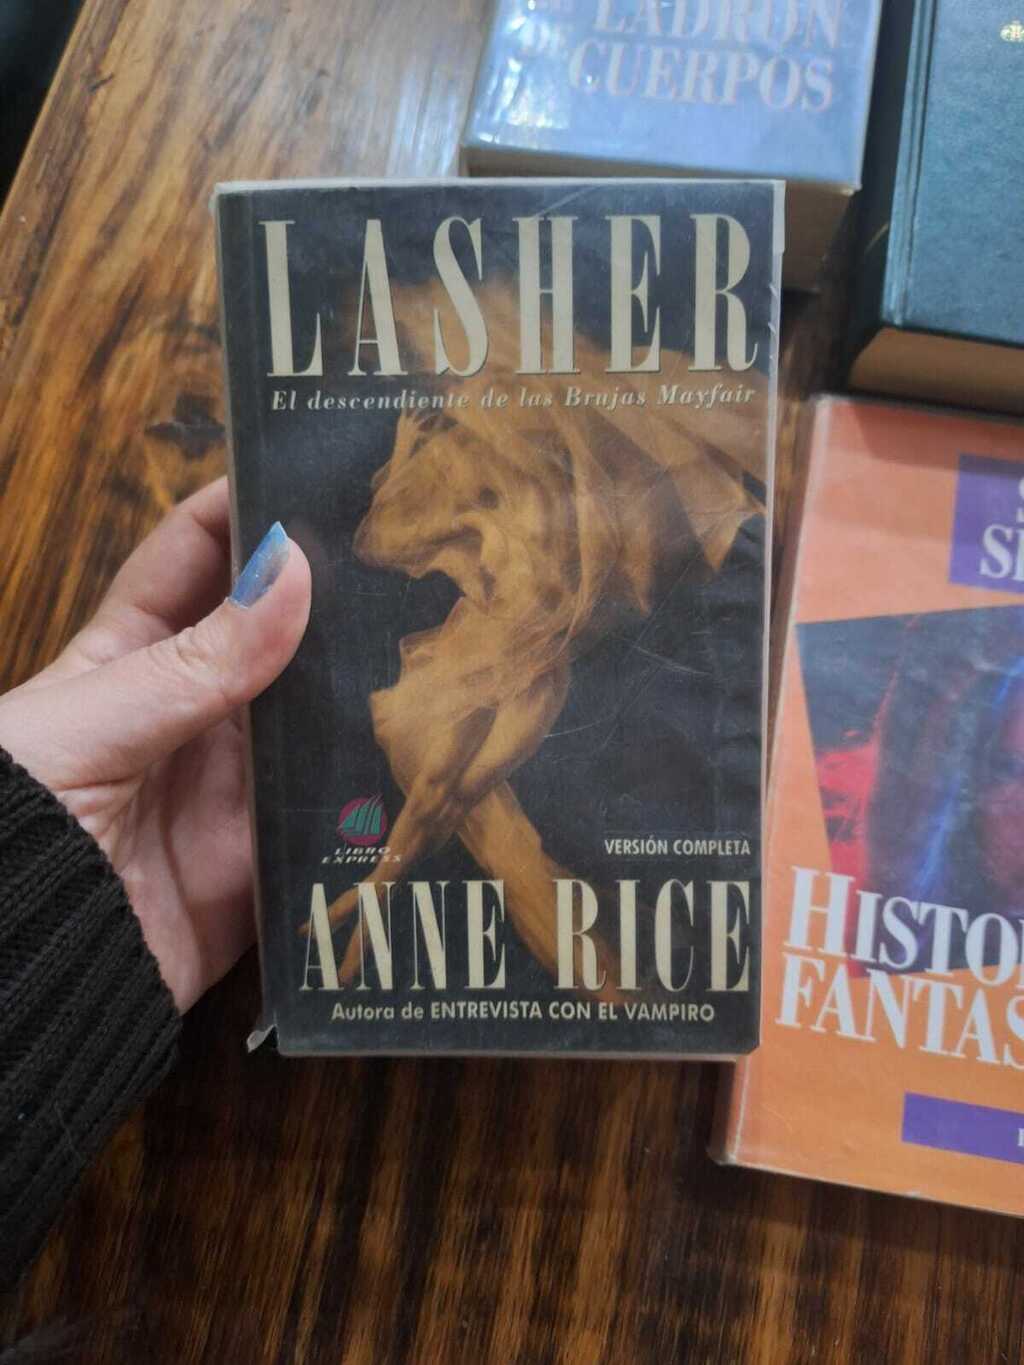 LADRÓN
CUERPOS
LASHER
El descendiente de las Brujas Mayfair
LIBRO
EXPRESS
VERSIÓN COMPLETA
ANNE RICE
Autora de ENTREVISTA CON EL VAMPIRO
HISTO
FANTAS